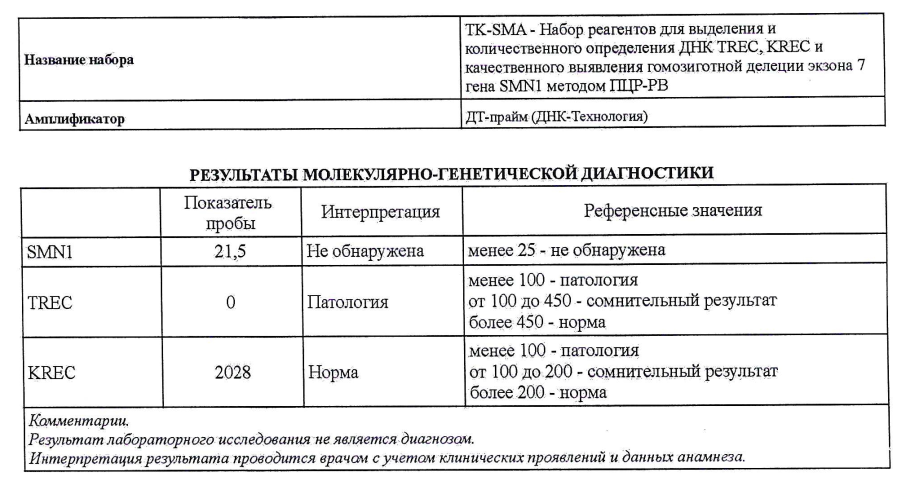 Название набора
TK-SMA - Набор реагентов для выделения и
количественного определения ДНК TREC, KREC и
качественного выявления гомозиготной делеции экзона 7
гена SMN1 методом ПЦР-РВ
Амплификатор
ДТ-прайм (ДНК-Технология)
РЕЗУЛЬТАТЫ МОЛЕКУЛЯРНО-ГЕНЕТИЧЕСКОЙ ДИАГНОСТИКИ
Показатель
пробы
Интерпретация
Референсные значения
SMN1
21,5
Не обнаружена
менее 25 - не обнаружена
TREC
0
Патология
менее 100 - патология
от 100 до 450 - сомнительный результат
более 450 - норма
KREC
2028
Норма
менее 100 - патология
от 100 до 200 - сомнительный результат
более 200 - норма
Комментарии.
Результат лабораторного исследования не является диагнозом.
Интерпретация результата проводится врачом с учетом клинических проявлений и данных анамнеза.